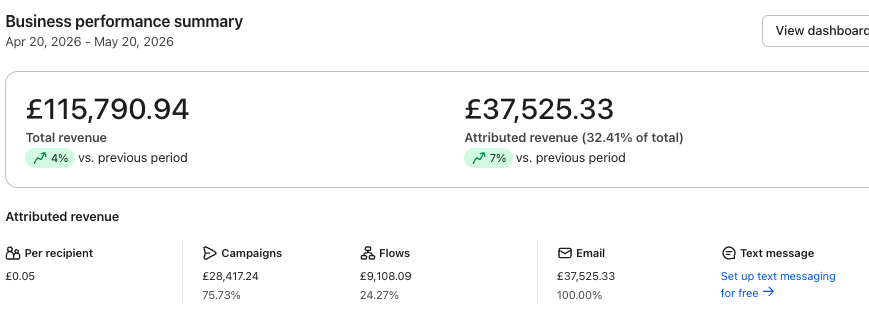 Business performance summary
Apr 20, 2026 - May 20, 2026
View dashboard
£115,790.94
Total revenue
4% vs. previous period
£37,525.33
Attributed revenue (32.41% of total)
7% vs. previous period
Attributed revenue
Per recipient
£0.05
Campaigns
£28,417.24
75.73%
Flows
£9,108.09
24.27%
Email
£37,525.33
100.00%
Text message
Set up text messaging
for free →